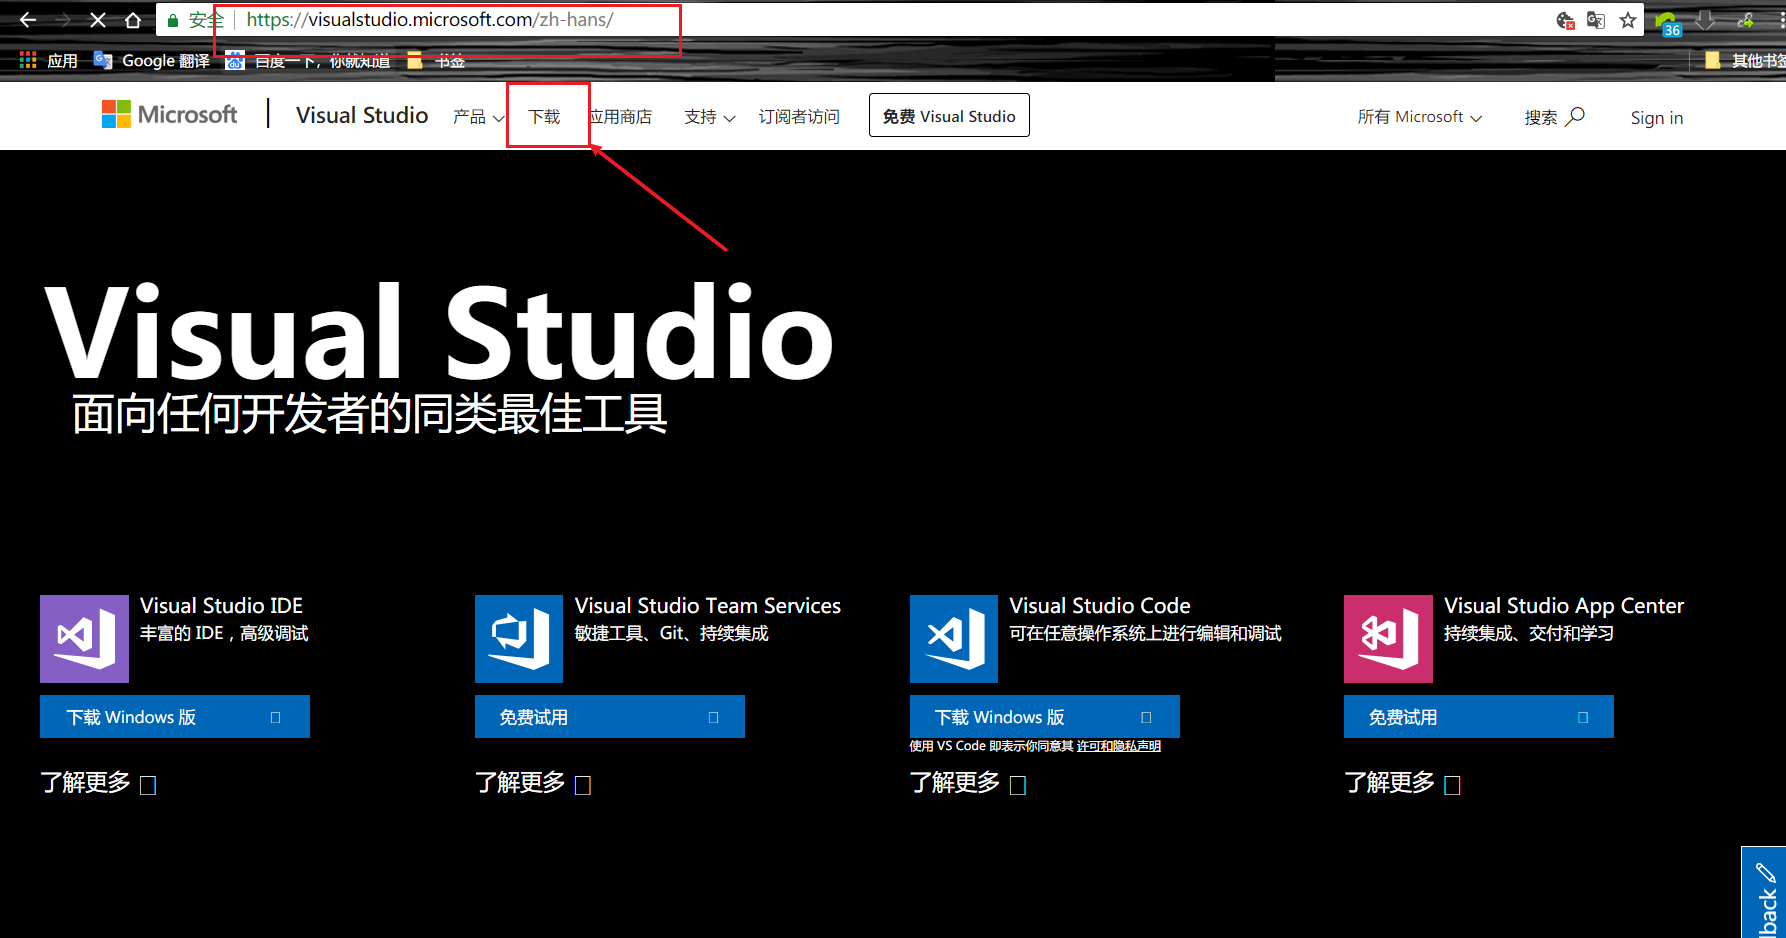 安全 https://visualstudio.microsoft.com/zh-hans/
36
应用 Google 翻译 百度一下，你就知道 书签 其他书签
Microsoft Visual Studio 产品 下载 应用商店 支持 订阅者访问 免费 Visual Studio 所有 Microsoft 搜索 Sign in
Visual Studio
面向任何开发者的同类最佳工具
Visual Studio IDE
丰富的 IDE，高级调试
下载 Windows 版
了解更多
Visual Studio Team Services
敏捷工具、Git、持续集成
免费试用
了解更多
Visual Studio Code
可在任意操作系统上进行编辑和调试
下载 Windows 版
使用 VS Code 即表示你同意其 许可和隐私声明
了解更多
Visual Studio App Center
持续集成、交付和学习
免费试用
了解更多